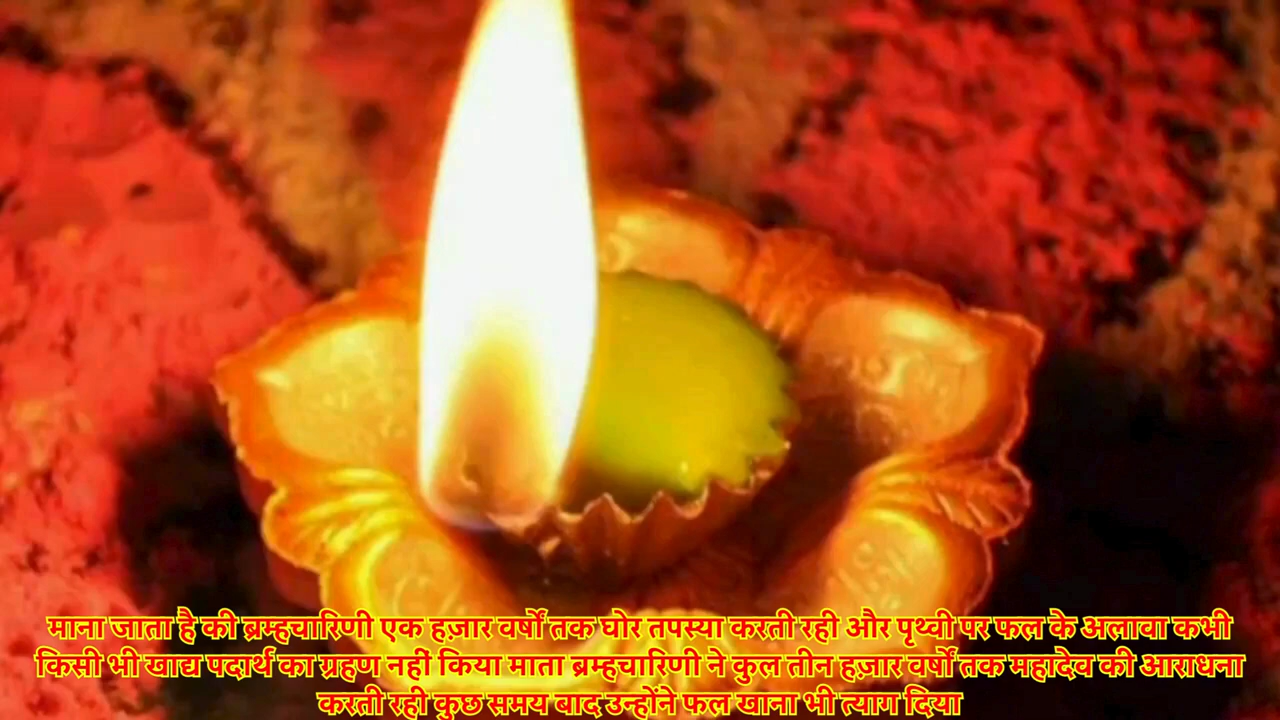 माना जाता है की ब्रम्हचारिणी एक हज़ार वर्षों तक घोर तपस्या करती रही और पृथ्वी पर फल के अलावा कभी
किसी भी खाद्य पदार्थ का ग्रहण नहीं किया माता ब्रम्हचारिणी ने कुल तीन हज़ार वर्षों तक महादेव की आराधना
करती रही कुछ समय बाद उन्होंने फल खाना भी त्याग दिया